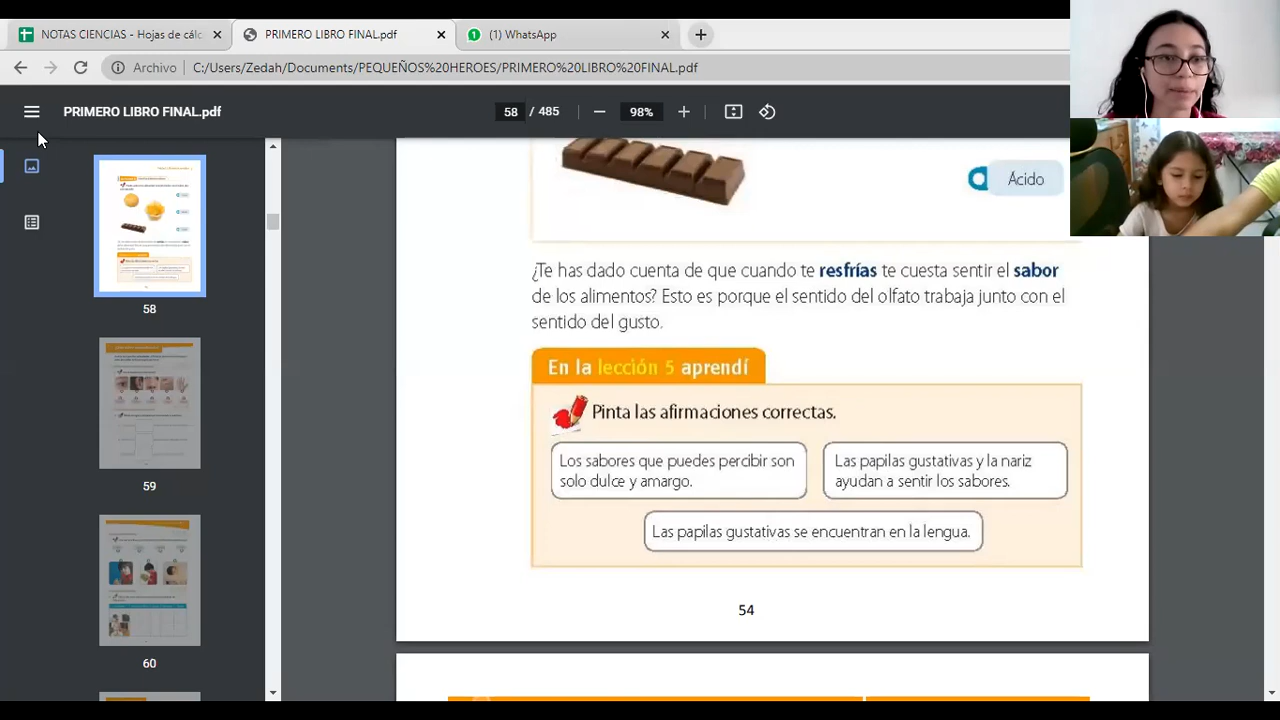 NOTAS CIENCIAS - Hojas de cálc
PRIMERO LIBRO FINAL.pdf
(1) WhatsApp
Archivo C:/Users/Zedah/Documents/PEQUEÑOS%20HEROES/PRIMERO%20LIBRO%20FINAL.pdf
PRIMERO LIBRO FINAL.pdf
58 / 485
98%
58
59
60
Ácido
¿Te has dado cuenta de que cuando te resfrías te cuesta sentir el sabor
de los alimentos? Esto es porque el sentido del olfato trabaja junto con el
sentido del gusto.
En la lección 5 aprendí
Pinta las afirmaciones correctas.
Los sabores que puedes percibir son
solo dulce y amargo.
Las papilas gustativas y la nariz
ayudan a sentir los sabores.
Las papilas gustativas se encuentran en la lengua.
54